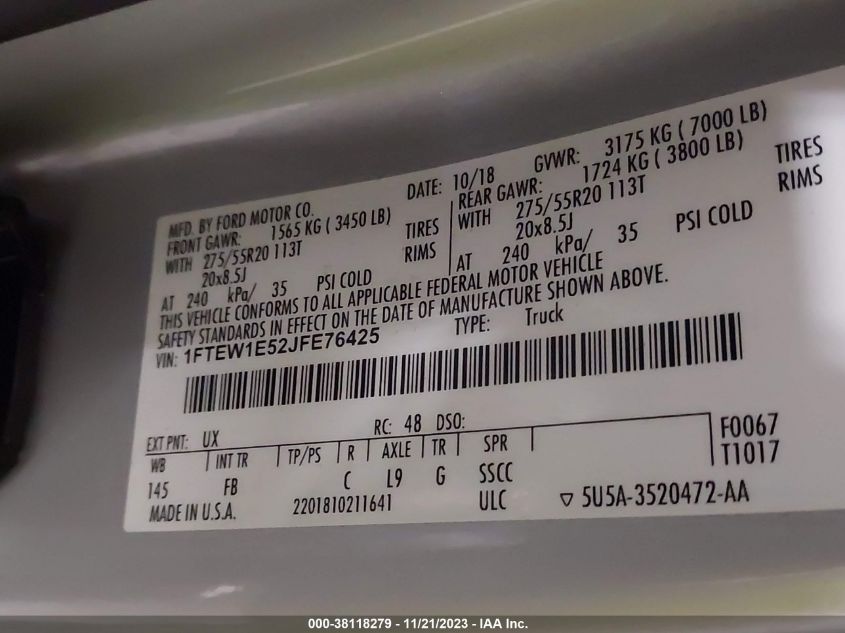 MFD. BY FORD MOTOR CO.
DATE: 10/18 GVWR: 3175 KG ( 7000 LB)
FRONT GAWR: 1565 KG ( 3450 LB) REAR GAWR: 1724 KG ( 3800 LB)
WITH 275/55R20 113T TIRES WITH 275/55R20 113T TIRES
20x8.5J RIMS 20x8.5J RIMS
AT 240 kPa/ 35 PSI COLD AT 240 kPa/ 35 PSI COLD
THIS VEHICLE CONFORMS TO ALL APPLICABLE FEDERAL MOTOR VEHICLE
SAFETY STANDARDS IN EFFECT ON THE DATE OF MANUFACTURE SHOWN ABOVE.
VIN: 1FTEW1E52JFE76425 TYPE: Truck
EXT PNT: UX RC: 48 DSO: F0067
WB INT TR TP/PS R AXLE TR SPR T1017
145 FB C L9 G SSCC
MADE IN U.S.A. 2201810211641 ULC ▽ 5U5A-3520472-AA
000-38118279 - 11/21/2023 - IAA Inc.